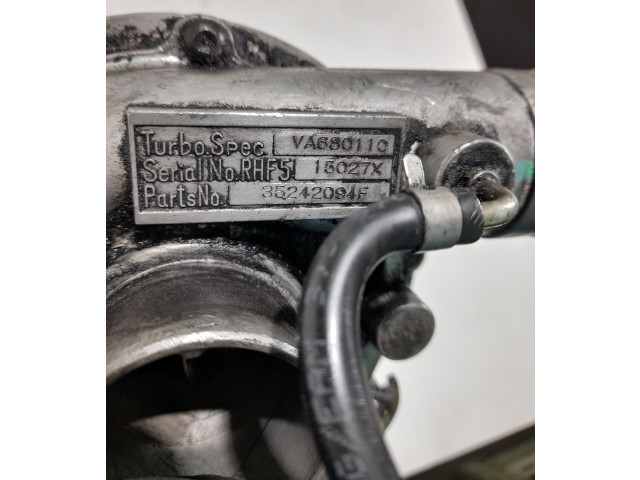 Turbo.Spec VA680110
Serial No. RHF5 15027X
Parts No. 35242094F